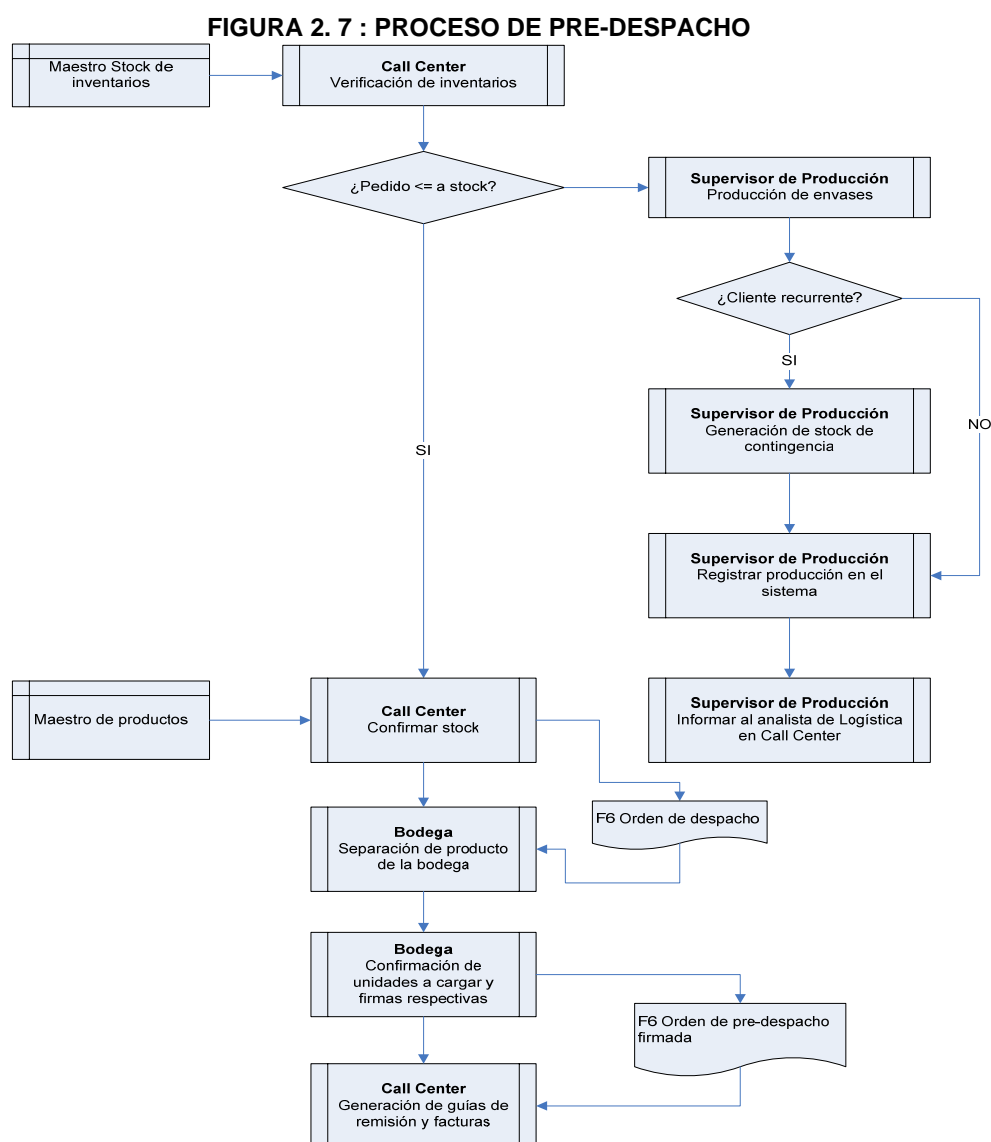 FIGURA 2. 7 : PROCESO DE PRE-DESPACHO
Maestro Stock de
inventarios
Call Center
Verificación de inventarios
¿Pedido <= a stock?
Supervisor de Producción
Producción de envases
¿Cliente recurrente?
SI
Supervisor de Producción
Generación de stock de
contingencia
NO
SI
Supervisor de Producción
Registrar producción en el
sistema
Supervisor de Producción
Informar al analista de Logística
en Call Center
Maestro de productos
Call Center
Confirmar stock
F6 Orden de despacho
Bodega
Separación de producto
de la bodega
Bodega
Confirmación de
unidades a cargar y
firmas respectivas
F6 Orden de pre-despacho
firmada
Call Center
Generación de guías de
remisión y facturas